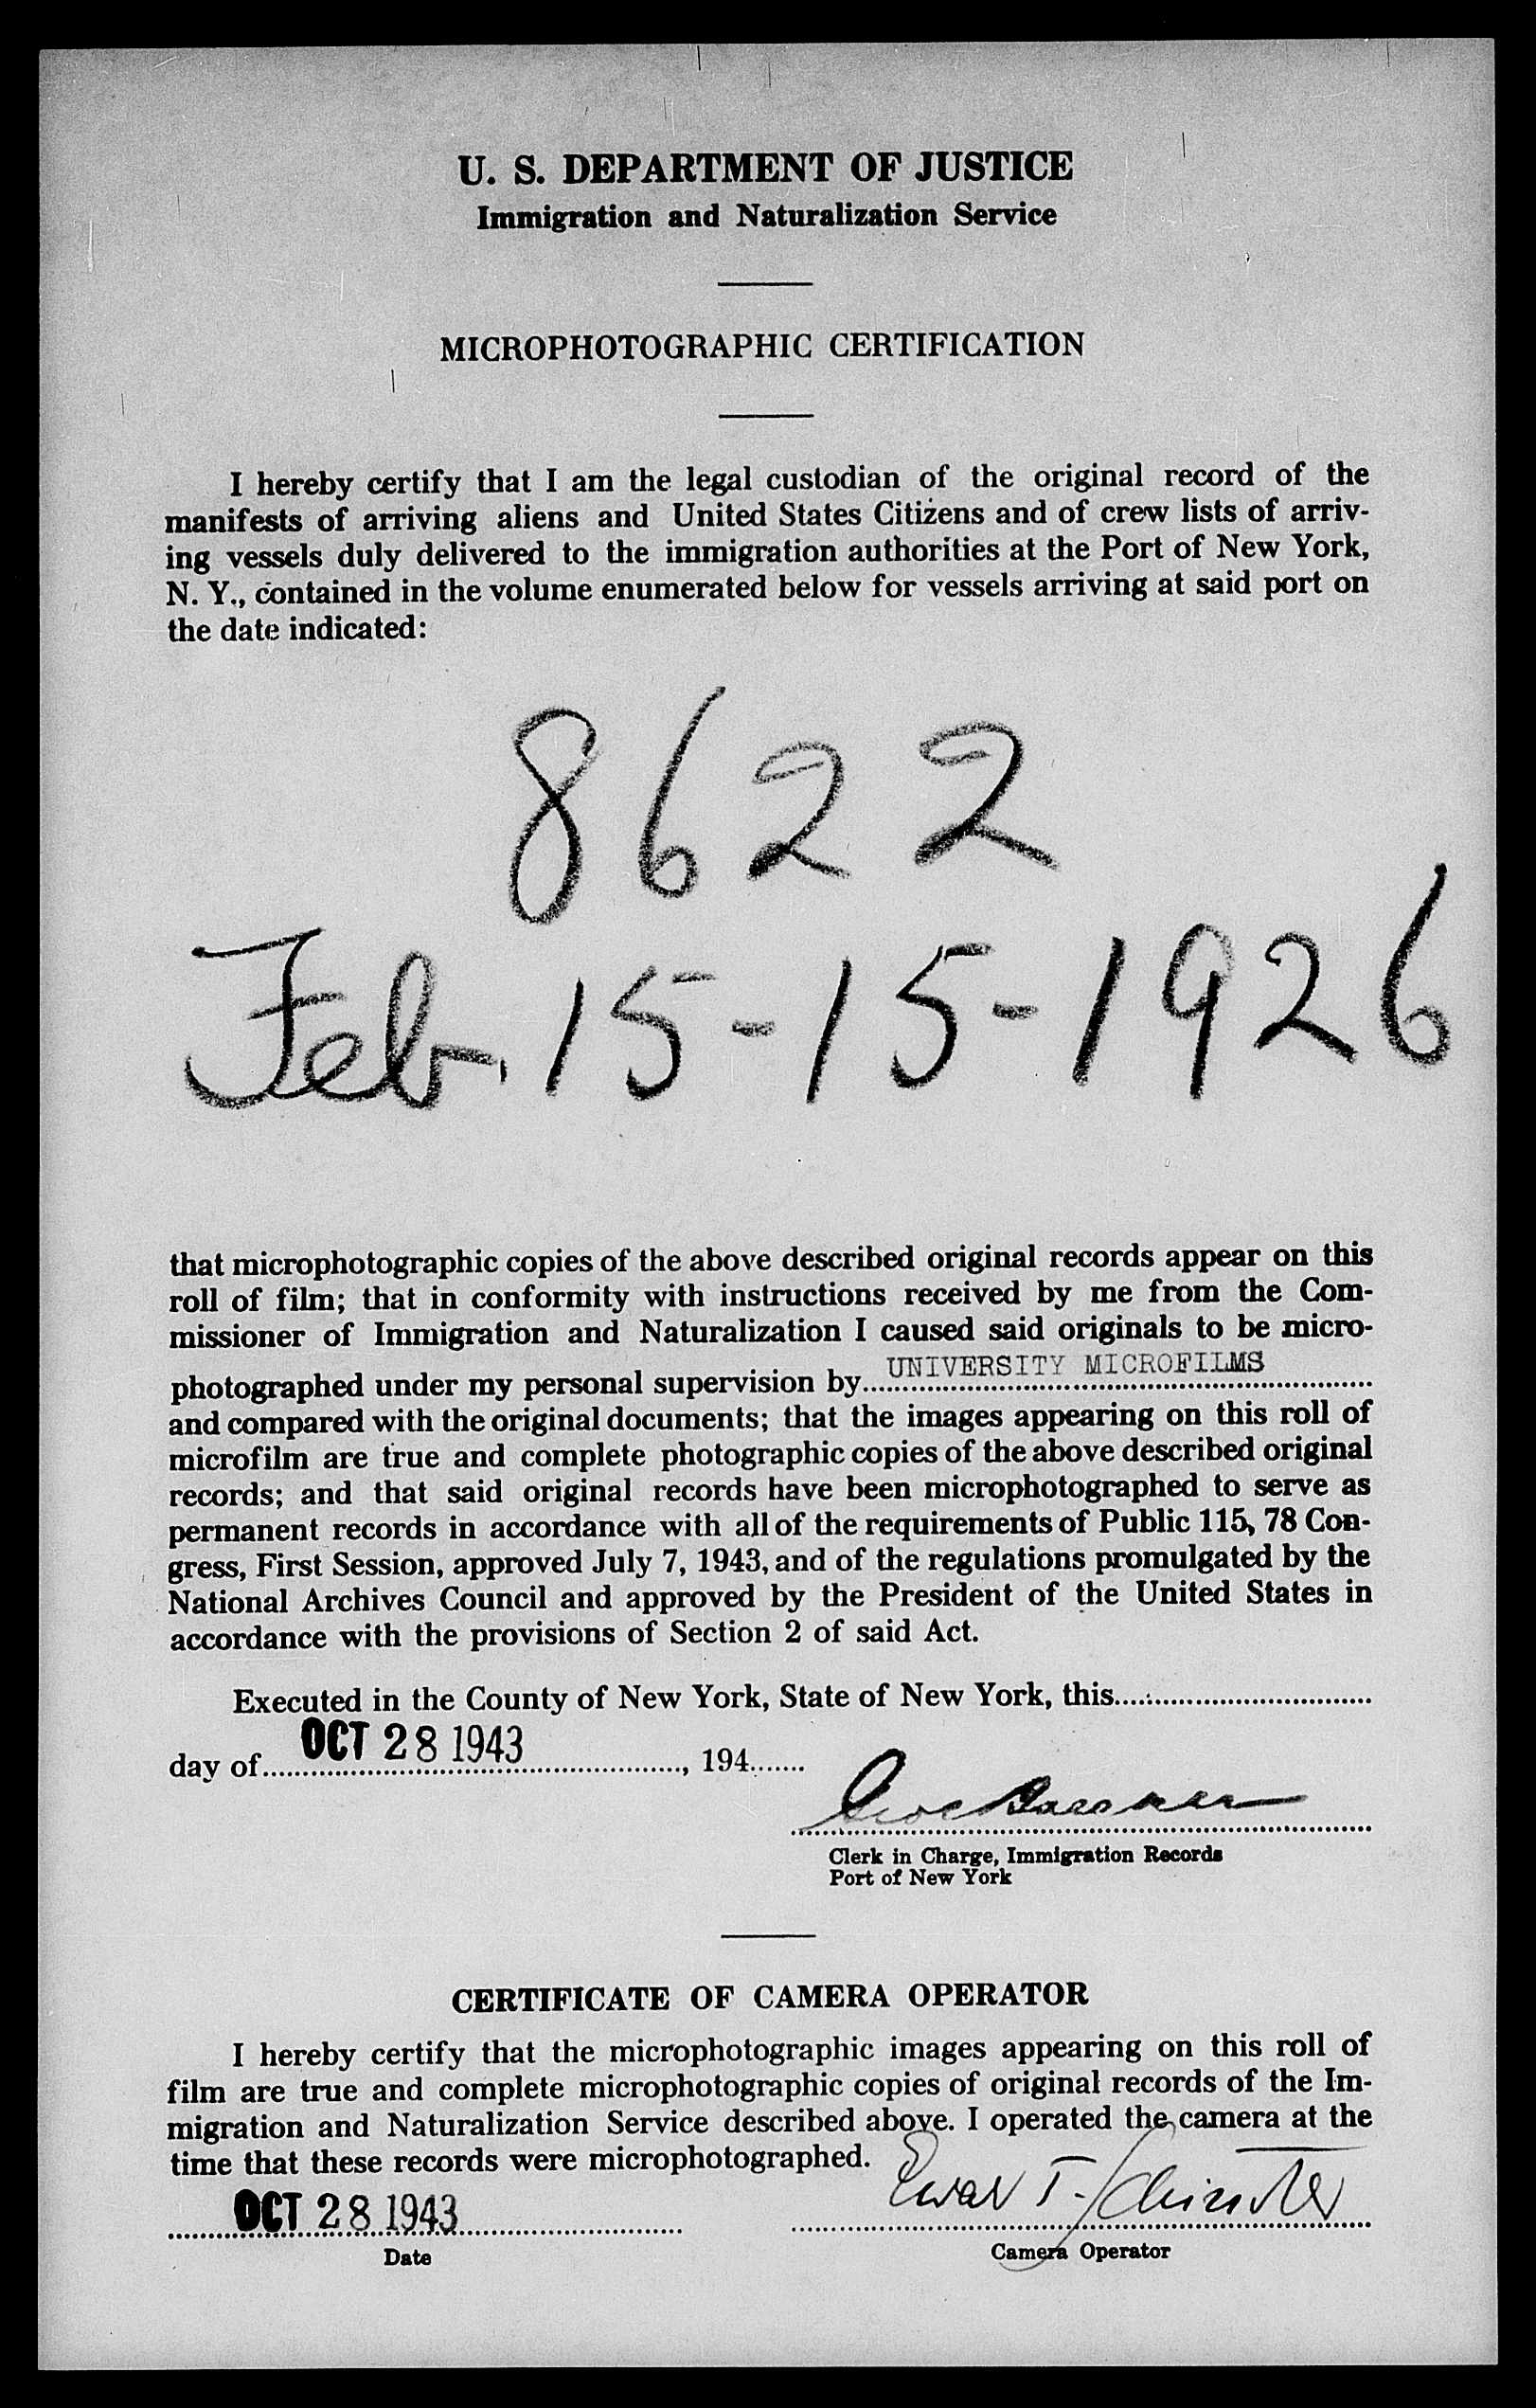 U. S. DEPARTMENT OF JUSTICE
Immigration and Naturalization Service
MICROPHOTOGRAPHIC CERTIFICATION
I hereby certify that I am the legal custodian of the original record of the
manifests of arriving aliens and United States Citizens and of crew lists of arriv-
ing vessels duly delivered to the immigration authorities at the Port of New York,
N. Y., contained in the volume enumerated below for vessels arriving at said port on
the date indicated:
8622
Feb. 15-15-1926
that microphotographic copies of the above described original records appear on this
roll of film; that in conformity with instructions received by me from the Com-
missioner of Immigration and Naturalization I caused said originals to be micro-
photographed under my personal supervision by UNIVERSITY MICROFILMS
and compared with the original documents; that the images appearing on this roll of
microfilm are true and complete photographic copies of the above described original
records; and that said original records have been microphotographed to serve as
permanent records in accordance with all of the requirements of Public 115, 78 Con-
gress, First Session, approved July 7, 1943, and of the regulations promulgated by the
National Archives Council and approved by the President of the United States in
accordance with the provisions of Section 2 of said Act.
Executed in the County of New York, State of New York, this
day of OCT 28 1943, 194
Clerk in Charge, Immigration Records
Port of New York
CERTIFICATE OF CAMERA OPERATOR
I hereby certify that the microphotographic images appearing on this roll of
film are true and complete microphotographic copies of original records of the Im-
migration and Naturalization Service described above. I operated the camera at the
time that these records were microphotographed.
OCT 28 1943
Date
Camera Operator